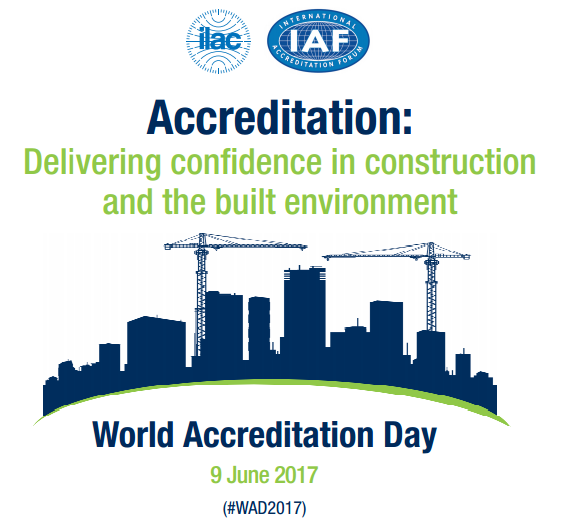 ilac
INTERNATIONAL
IAF
ACCREDITATION FORUM
Accreditation:
Delivering confidence in construction
and the built environment
World Accreditation Day
9 June 2017
(#WAD2017)